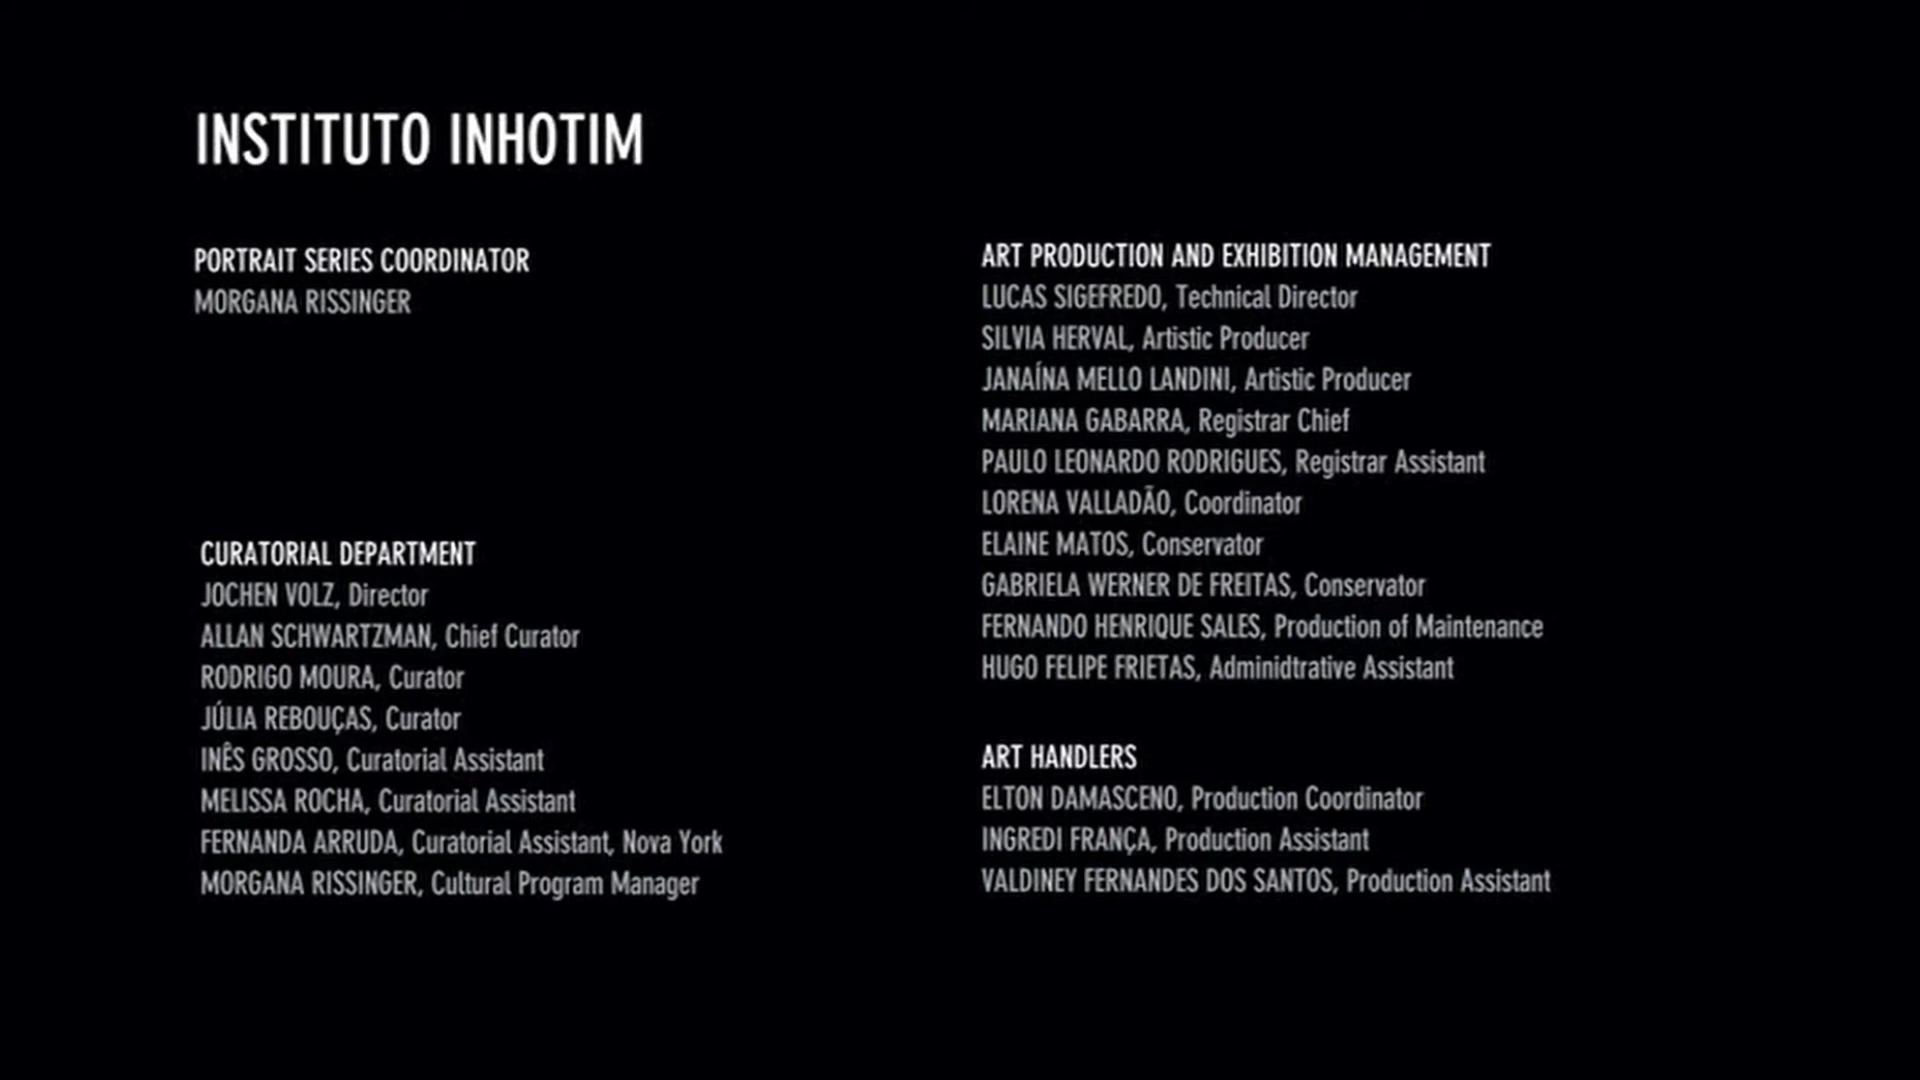 INSTITUTO INHOTIM
PORTRAIT SERIES COORDINATOR
MORGANA RISSINGER
CURATORIAL DEPARTMENT
JOCHEN VOLZ, Director
ALLAN SCHWARTZMAN, Chief Curator
RODRIGO MOURA, Curator
JÚLIA REBOUÇAS, Curator
INÊS GROSSO, Curatorial Assistant
MELISSA ROCHA, Curatorial Assistant
FERNANDA ARRUDA, Curatorial Assistant, Nova York
MORGANA RISSINGER, Cultural Program Manager
ART PRODUCTION AND EXHIBITION MANAGEMENT
LUCAS SIGEFREDO, Technical Director
SILVIA HERVAL, Artistic Producer
JANAÍNA MELLO LANDINI, Artistic Producer
MARIANA GABARRA, Registrar Chief
PAULO LEONARDO RODRIGUES, Registrar Assistant
LORENA VALLADÃO, Coordinator
ELAINE MATOS, Conservator
GABRIELA WERNER DE FREITAS, Conservator
FERNANDO HENRIQUE SALES, Production of Maintenance
HUGO FELIPE FRIETAS, Adminidtrative Assistant
ART HANDLERS
ELTON DAMASCENO, Production Coordinator
INGREDI FRANÇA, Production Assistant
VALDINEY FERNANDES DOS SANTOS, Production Assistant